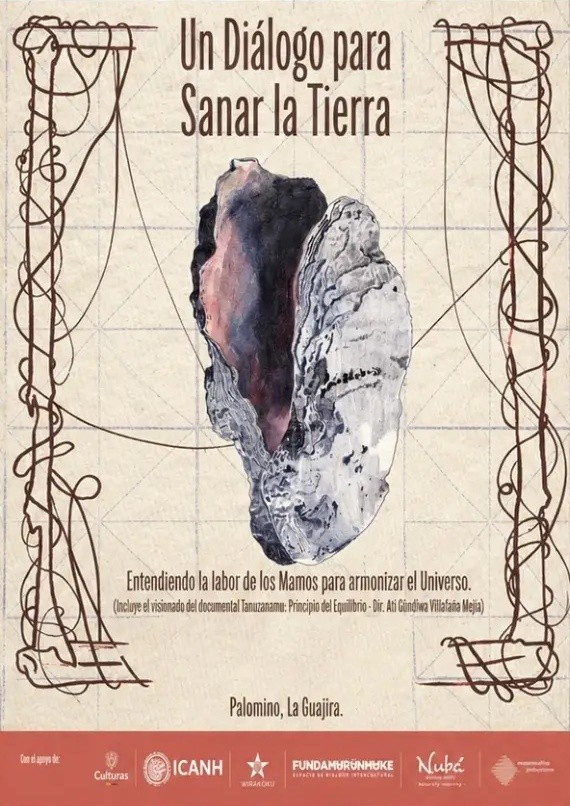 Un Diálogo para
Sanar la Tierra
Entendiendo la labor de los Mamos para armonizar el Universo.
(Incluye el visionado del documental Tanuzanamu: Principio del Equilibrio - Dir. Ati Gúndiwa Villafaña Mejía)
Palomino, La Guajira.
Con el apoyo de:
Culturas
ICANH
WIRAKOKU
FUNDAMURÜNMUKE
ESPACIO DE DIÁLOGO INTERCULTURAL
Nubá